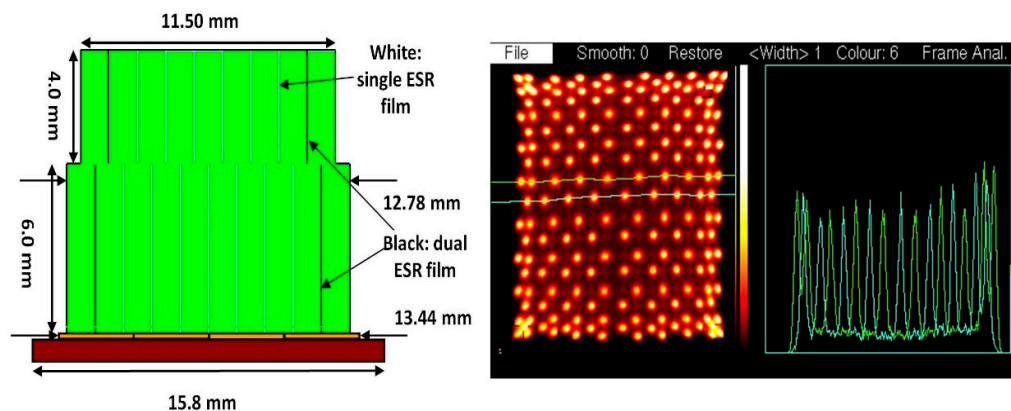 11.50 mm
White:
single ESR
film
4.0 mm
12.78 mm
6.0 mm
Black: dual
ESR film
13.44 mm
15.8 mm
File Smooth: 0 Restore <Width> 1 Colour: 6 Frame Anal.